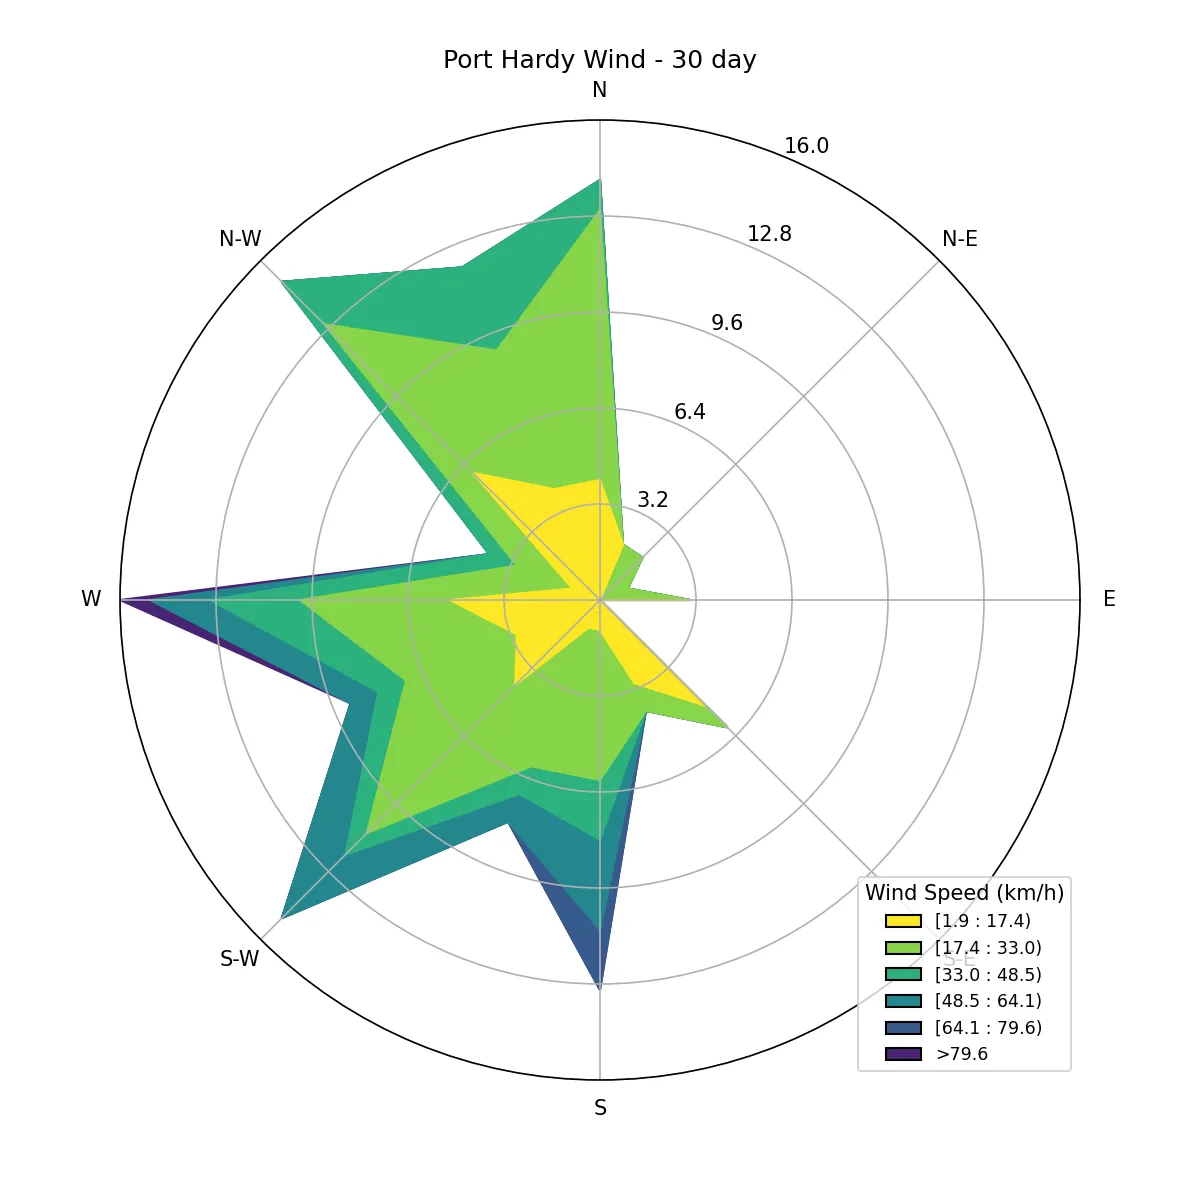 Port Hardy Wind - 30 day
N
16.0
12.8
N-W
N-E
9.6
6.4
3.2
W
E
Wind Speed (km/h)
[1.9 : 17.4)
[17.4 : 33.0)
S-W
S-E
[33.0 : 48.5)
[48.5 : 64.1)
[64.1 : 79.6)
>79.6
S